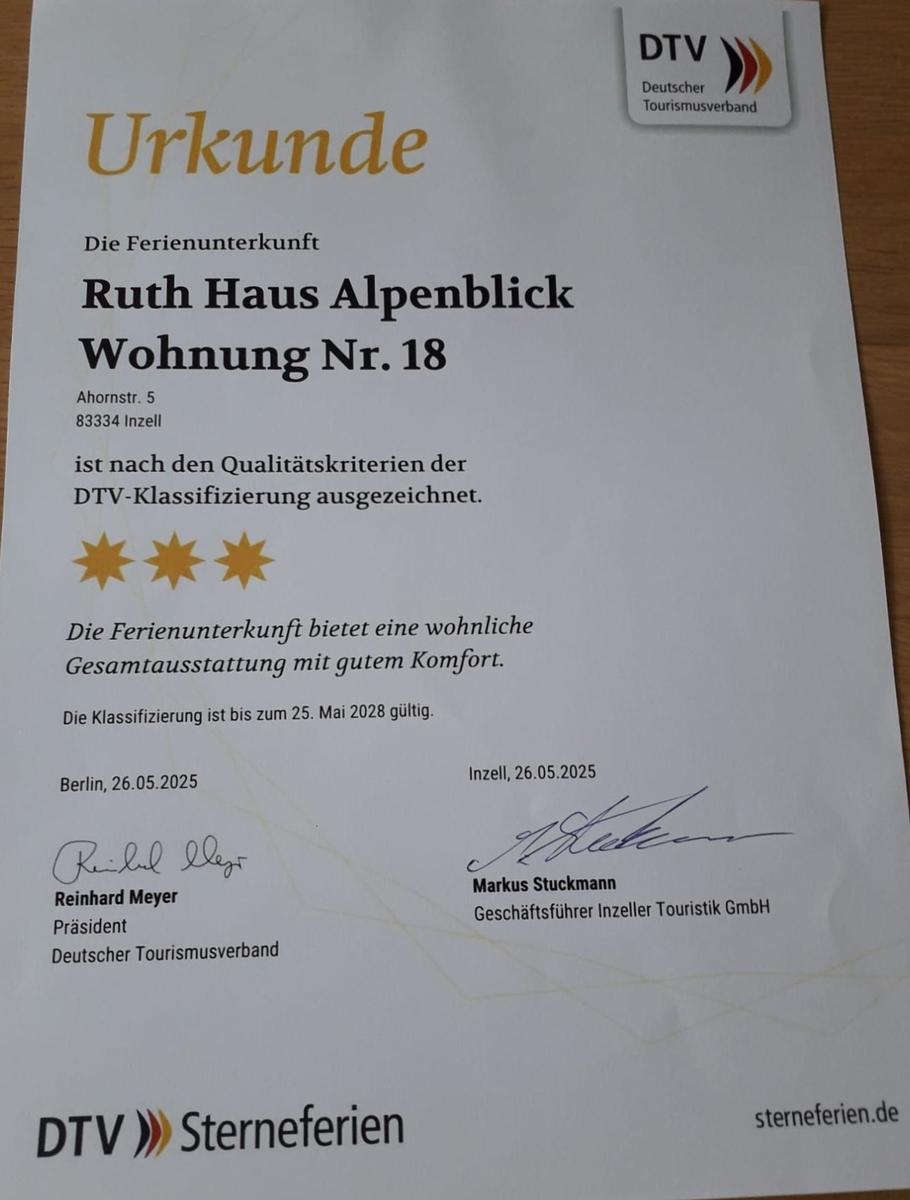 DTV
Deutscher
Tourismusverband
Urkunde
Die Ferienunterkunft
Ruth Haus Alpenblick
Wohnung Nr. 18
Ahornstr. 5
83334 Inzell
ist nach den Qualitätskriterien der
DTV-Klassifizierung ausgezeichnet.
Die Ferienunterkunft bietet eine wohnliche
Gesamtausstattung mit gutem Komfort.
Die Klassifizierung ist bis zum 25. Mai 2028 gültig.
Berlin, 26.05.2025
Reinhard Meyer
Reinhard Meyer
Präsident
Deutscher Tourismusverband
Inzell, 26.05.2025
M. Stuckmann
Markus Stuckmann
Geschäftsführer Inzeller Touristik GmbH
DTV Sterneferien
sterneferien.de